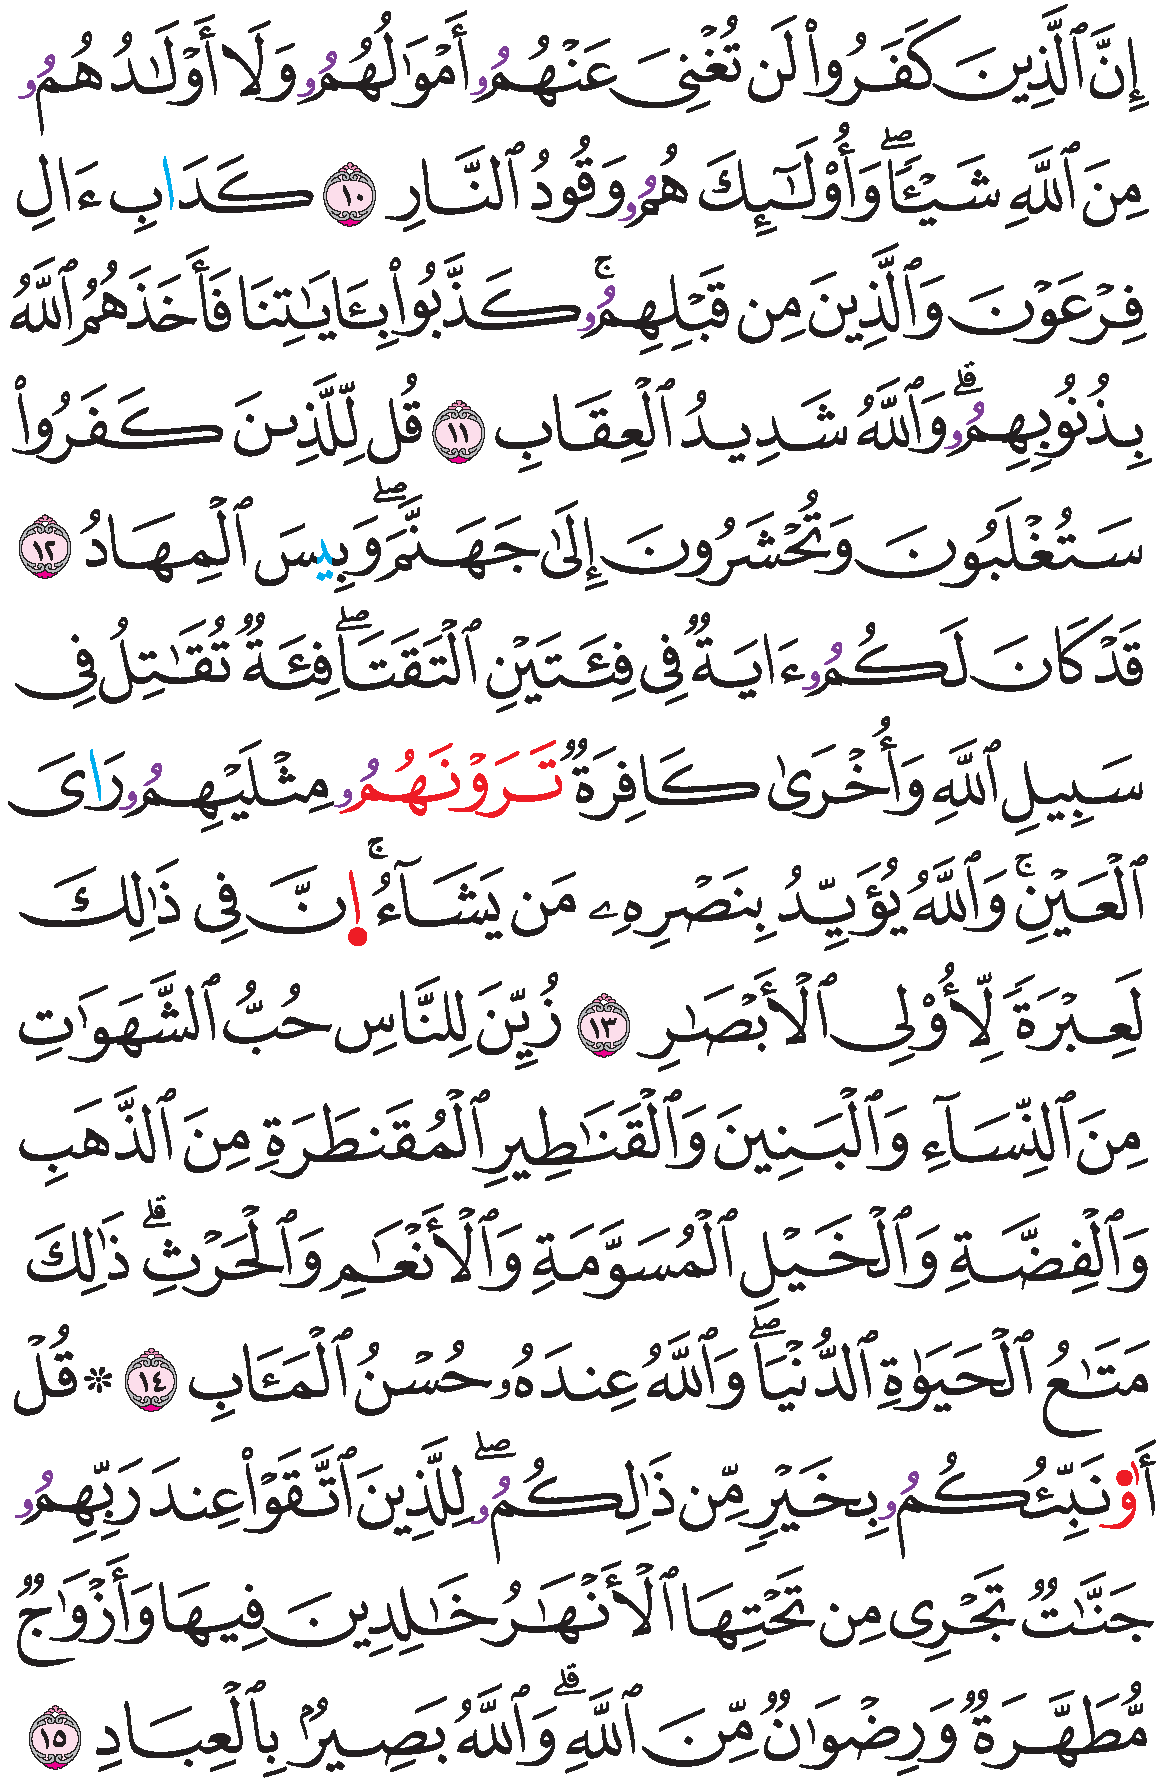 إِنَّ ٱلَّذِينَ كَفَرُواْ لَن تُغْنِىَ عَنْهُمُۥ أَمْوَٰلُهُمُۥ وَلَا أَوْلَٰدُهُمُۥ
مِنَ ٱللَّهِ شَيْـًٔاۖ وَأُوْلَٰٓئِكَ هُمُۥ وَقُودُ ٱلنَّارِ ١٠ كَدَابِ ءَالِ
فِرْعَوْنَ وَٱلَّذِينَ مِن قَبْلِهِمُۥۚ كَذَّبُواْ بِـَٔايَٰتِنَا فَأَخَذَهُمُ ٱللَّهُ
بِذُنُوبِهِمُۥۗ وَٱللَّهُ شَدِيدُ ٱلْعِقَابِ ١١ قُل لِّلَّذِينَ كَفَرُواْ
سَتُغْلَبُونَ وَتُحْشَرُونَ إِلَىٰ جَهَنَّمَۖ وَبِيسَ ٱلْمِهَادُ ١٢
قَدْ كَانَ لَكُمُۥ ءَايَةٌ فِى فِئَتَيْنِ ٱلْتَقَتَاۖ فِئَةٌ تُقَٰتِلُ فِى
سَبِيلِ ٱللَّهِ وَأُخْرَىٰ كَافِرَةٌ تَرَوْنَهُمُۥ مِثْلَيْهِمُۥ رَاىَ
ٱلْعَيْنِۚ وَٱللَّهُ يُؤَيِّدُ بِنَصْرِهِۦ مَن يَشَآءُۚ اِنَّ فِى ذَٰلِكَ
لَعِبْرَةً لِّأُوْلِى ٱلْأَبْصَٰرِ ١٣ زُيِّنَ لِلنَّاسِ حُبُّ ٱلشَّهَوَٰتِ
مِنَ ٱلنِّسَآءِ وَٱلْبَنِينَ وَٱلْقَنَٰطِيرِ ٱلْمُقَنطَرَةِ مِنَ ٱلذَّهَبِ
وَٱلْفِضَّةِ وَٱلْخَيْلِ ٱلْمُسَوَّمَةِ وَٱلْأَنْعَٰمِ وَٱلْحَرْثِۗ ذَٰلِكَ
مَتَٰعُ ٱلْحَيَوٰةِ ٱلدُّنْيَاۖ وَٱللَّهُ عِندَهُۥ حُسْنُ ٱلْمَـَٔابِ ١٤ ۞ قُلْ
أَوُ۬نَبِّئُكُمُۥ بِخَيْرٍ مِّن ذَٰلِكُمُۥۖ لِلَّذِينَ ٱتَّقَوْاْ عِندَ رَبِّهِمُۥ
جَنَّٰتٌ تَجْرِى مِن تَحْتِهَا ٱلْأَنْهَٰرُ خَٰلِدِينَ فِيهَا وَأَزْوَٰجٌ
مُّطَهَّرَةٌ وَرِضْوَٰنٌ مِّنَ ٱللَّهِۗ وَٱللَّهُ بَصِيرٌۢ بِٱلْعِبَادِ ١٥